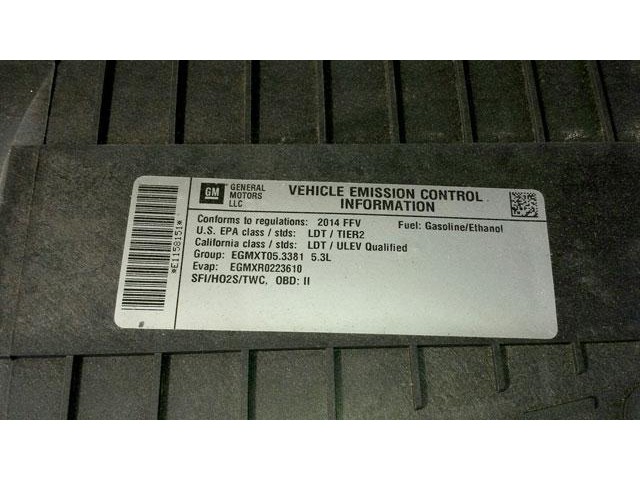 GM GENERAL MOTORS LLC
VEHICLE EMISSION CONTROL INFORMATION
Conforms to regulations: 2014 FFV Fuel: Gasoline/Ethanol
U.S. EPA class / stds: LDT / TIER2
California class / stds: LDT / ULEV Qualified
Group: EGMXT05.3381 5.3L
Evap: EGMXR0223610
SFI/HO2S/TWC, OBD: II
*E1158151*